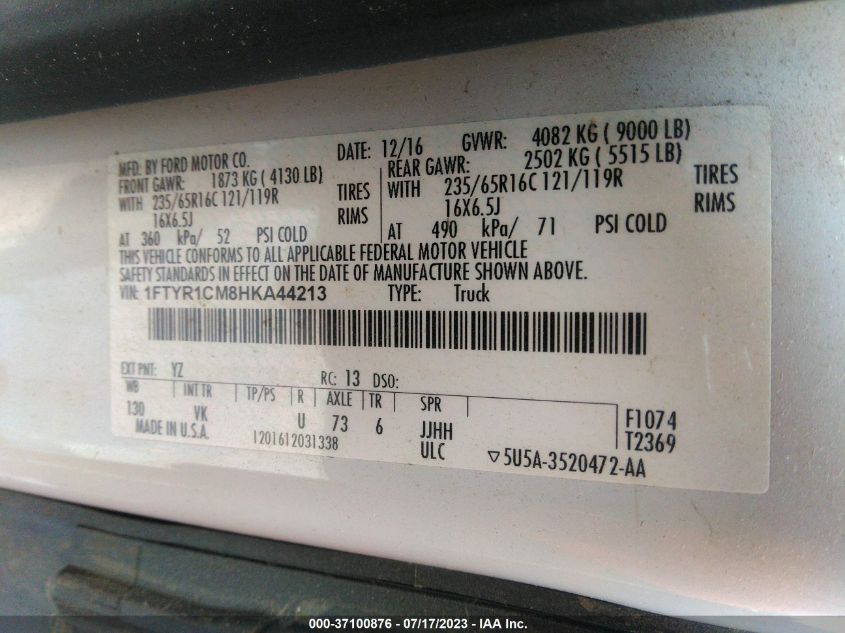 MFD. BY FORD MOTOR CO.
DATE: 12/16 GVWR: 4082 KG ( 9000 LB)
FRONT GAWR: 1873 KG ( 4130 LB)
REAR GAWR: 2502 KG ( 5515 LB)
WITH 235/65R16C 121/119R TIRES
WITH 235/65R16C 121/119R TIRES
16X6.5J RIMS
16X6.5J RIMS
AT 360 kPa/ 52 PSI COLD
AT 490 kPa/ 71 PSI COLD
THIS VEHICLE CONFORMS TO ALL APPLICABLE FEDERAL MOTOR VEHICLE
SAFETY STANDARDS IN EFFECT ON THE DATE OF MANUFACTURE SHOWN ABOVE.
VIN: 1FTYR1CM8HKA44213 TYPE: Truck
EXT PNT: YZ RC: 13 DSO:
WB INT TR TP/PS R AXLE TR SPR
130 VK U 73 6 JJHH F1074
MADE IN U.S.A. 1201612031338 ULC T2369
▽5U5A-3520472-AA
000-37100876 - 07/17/2023 - IAA Inc.